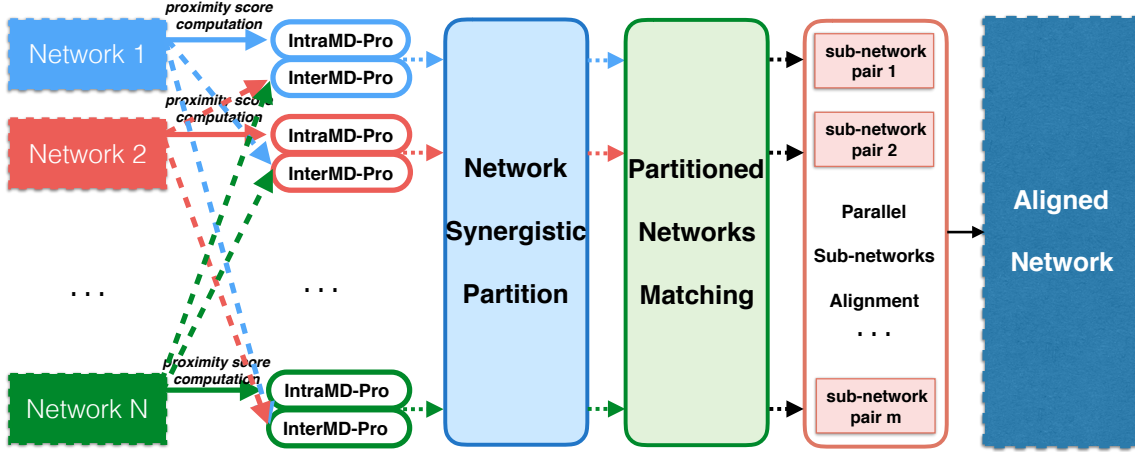 proximity score
computation
Network 1
IntraMD-Pro
InterMD-Pro
proximity score
computation
Network 2
IntraMD-Pro
InterMD-Pro
. . .
. . .
proximity score
computation
Network N
IntraMD-Pro
InterMD-Pro
Network
Synergistic
Partition
Partitioned
Networks
Matching
sub-network
pair 1
sub-network
pair 2
Parallel
Sub-networks
Alignment
. . .
sub-network
pair m
Aligned
Network